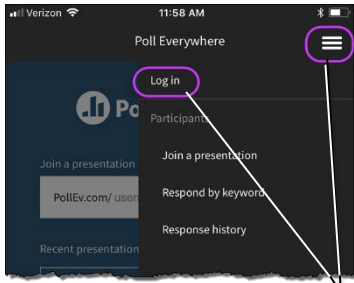 Verizon 11:58 AM
Poll Everywhere
Log in
Po
Participants
Join a presentation
Join a presentation
PollEv.com/ user
Respond by keyword
Response history
Recent presentation